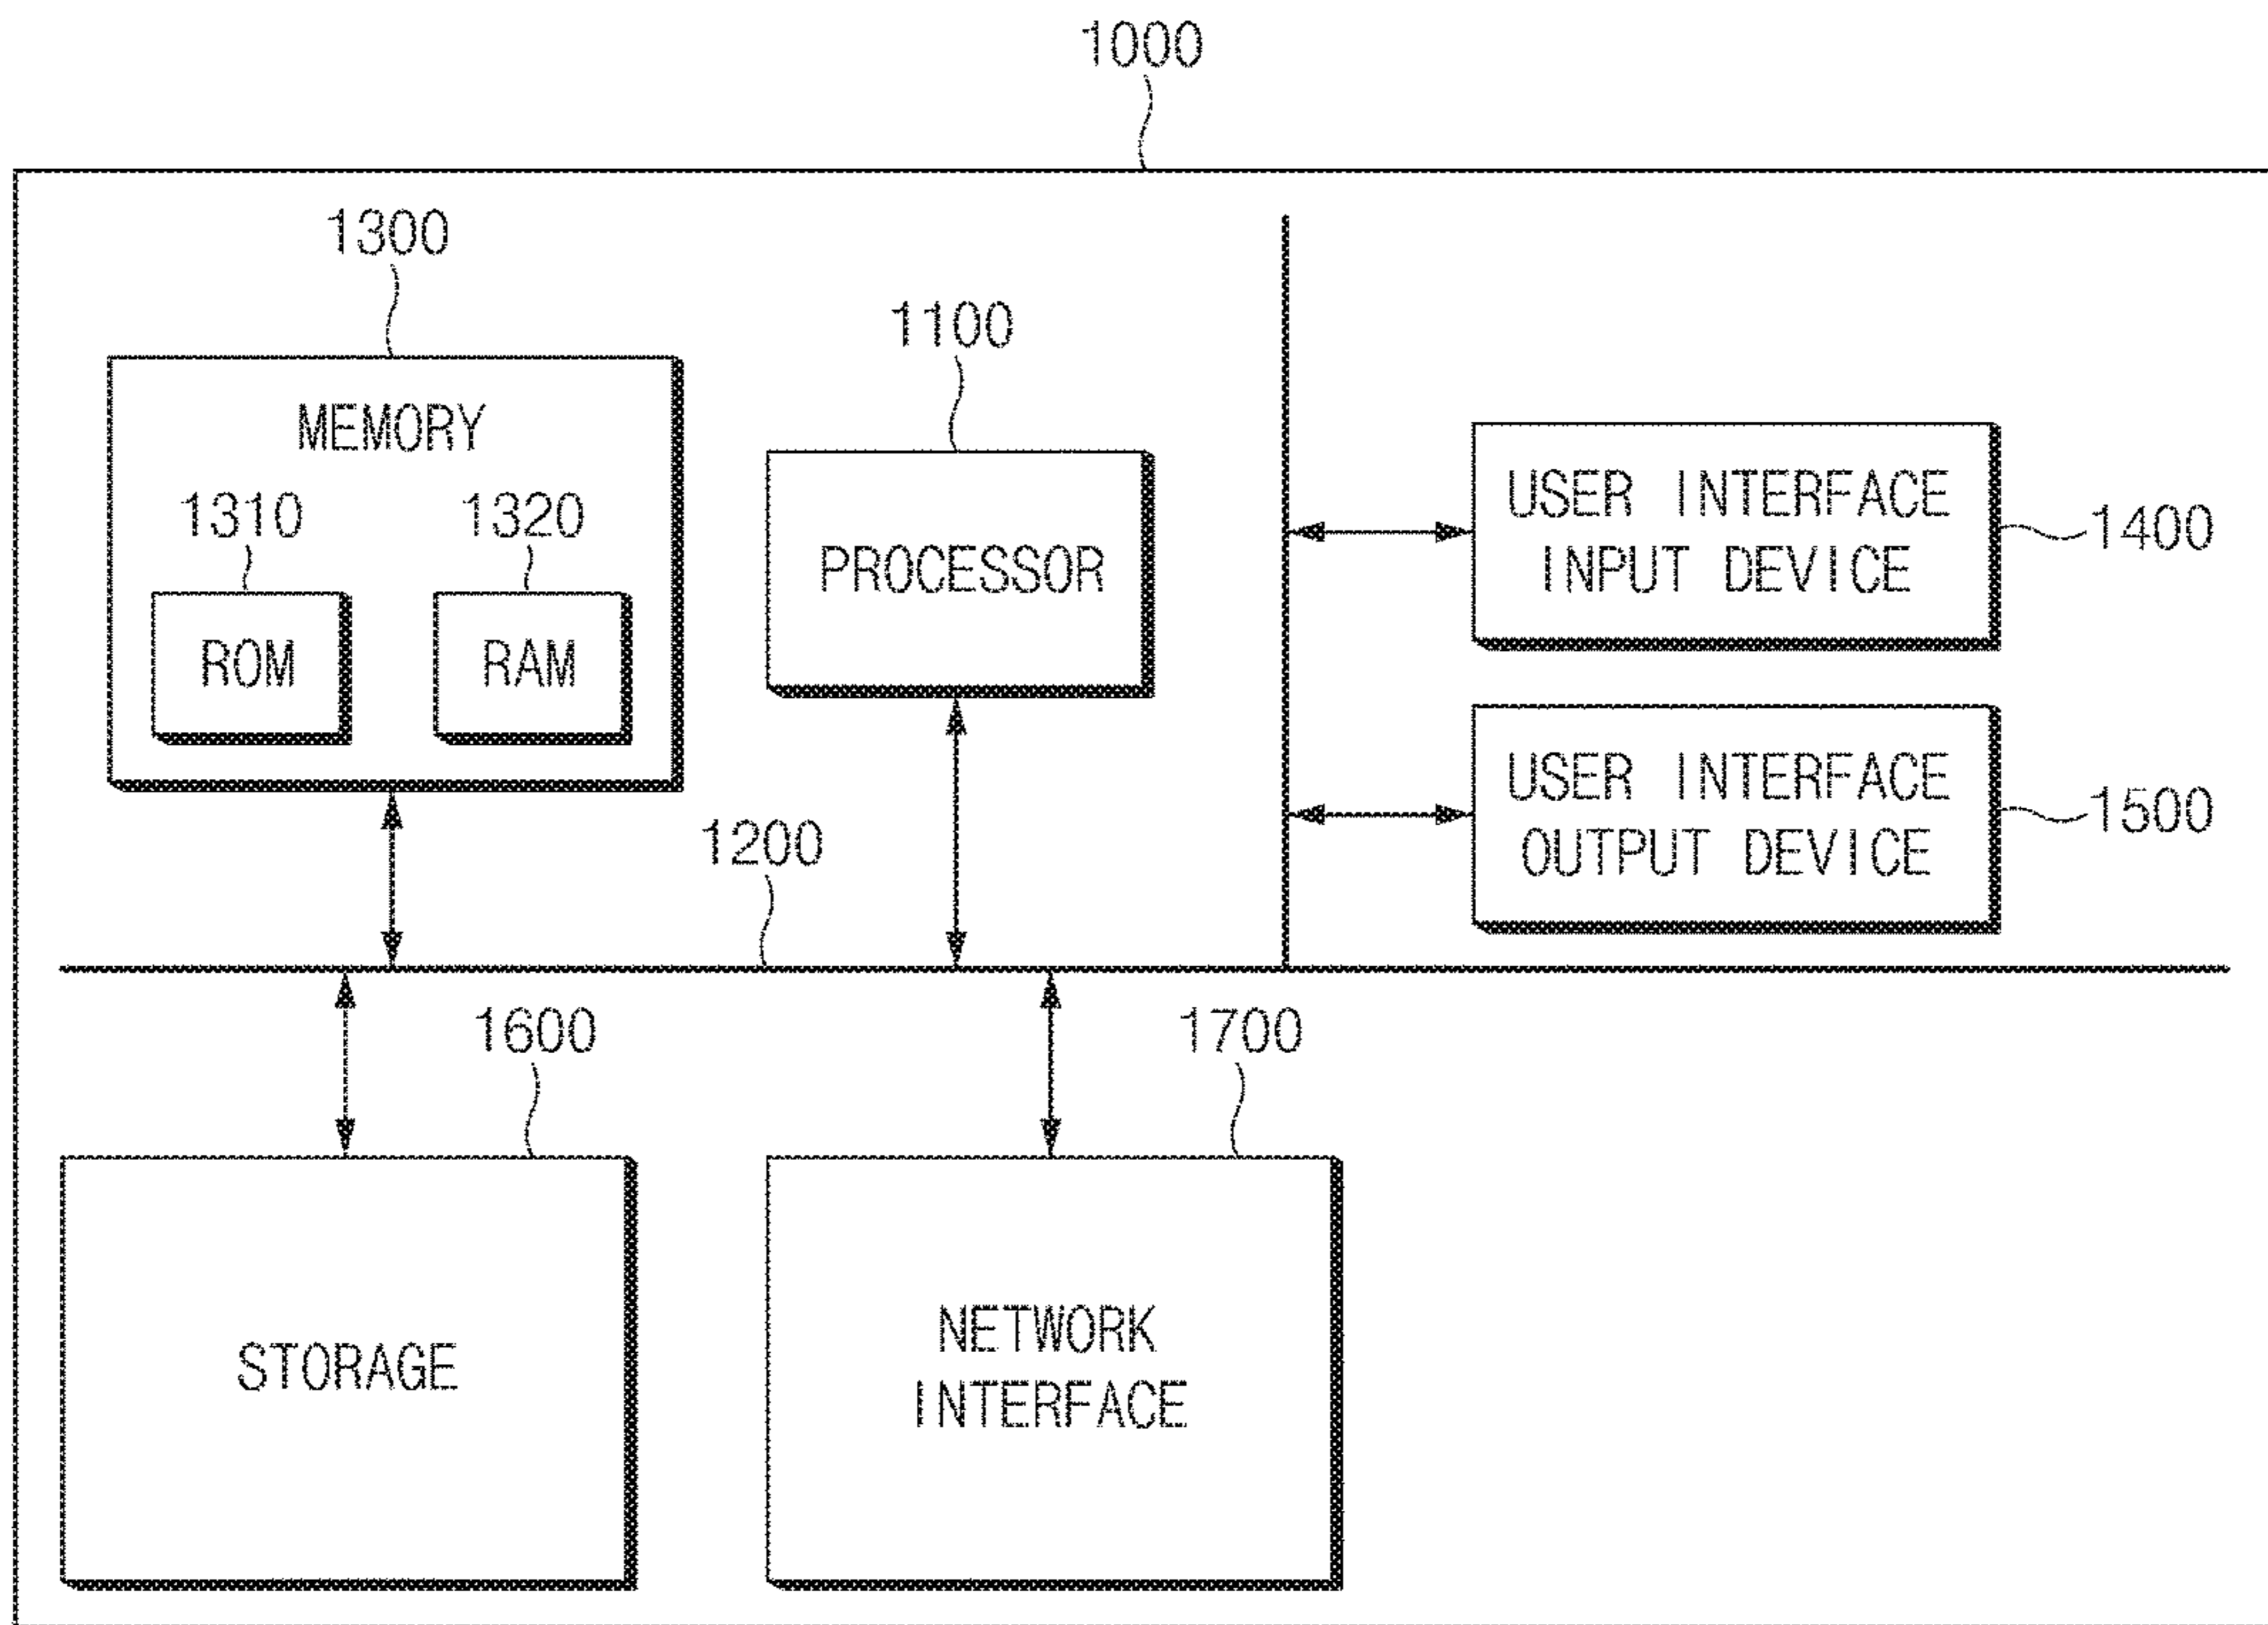 1000
1300
1100
MEMORY
1310
1320
ROM
RAM
PROCESSOR
USER INTERFACE
INPUT DEVICE
1400
USER INTERFACE
OUTPUT DEVICE
1500
1200
1600
1700
STORAGE
NETWORK
INTERFACE